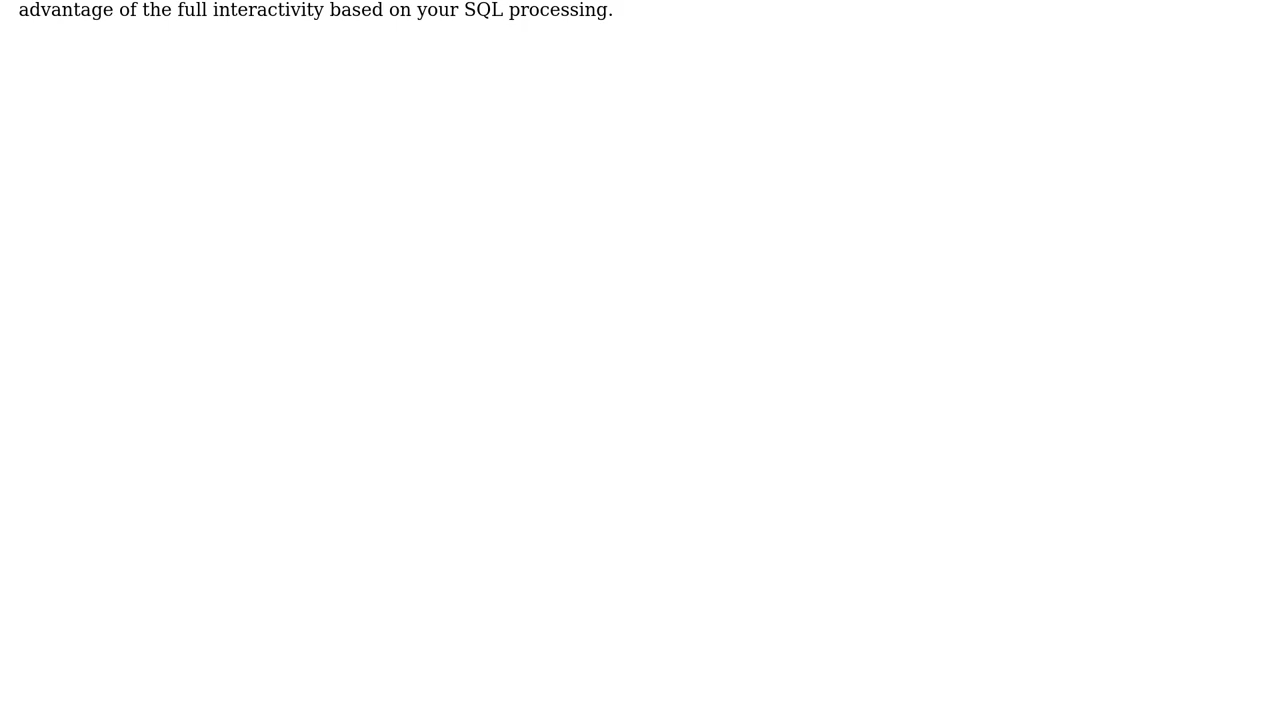 advantage of the full interactivity based on your SQL processing.